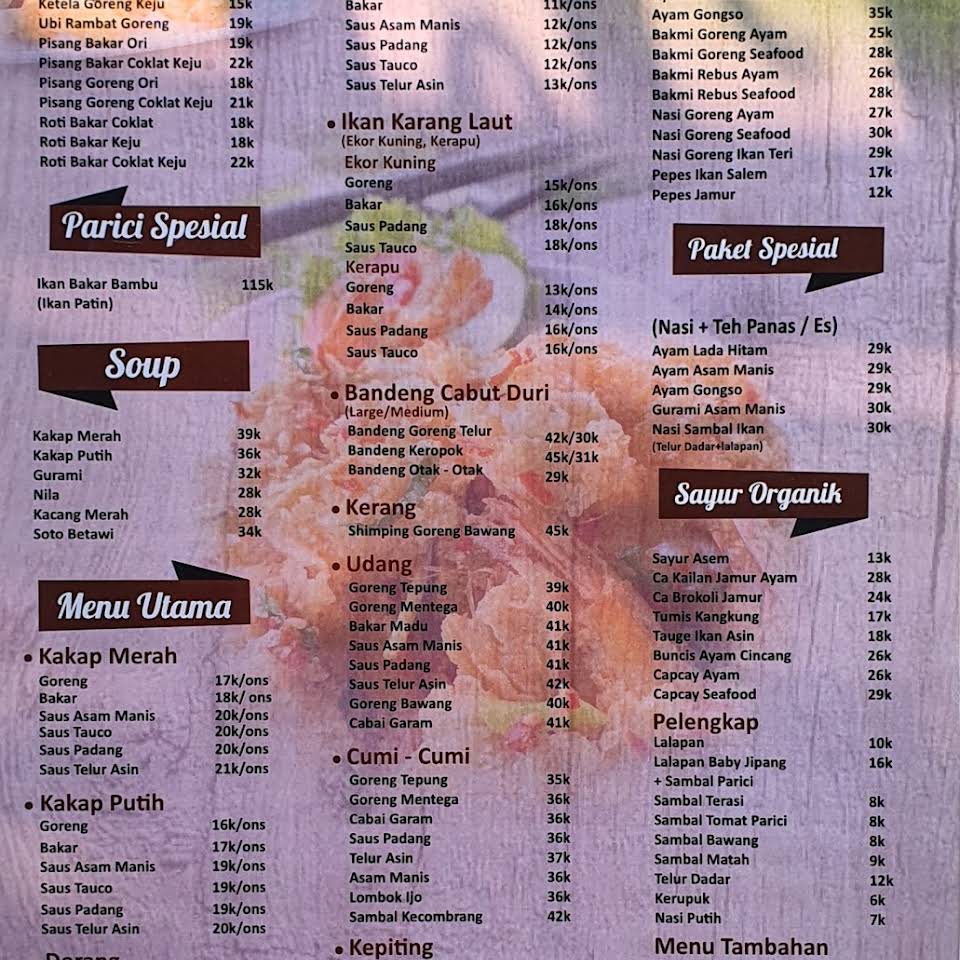 Ketela Goreng Keju 15k
Ubi Rambat Goreng 19k
Pisang Bakar Ori 19k
Pisang Bakar Coklat Keju 22k
Pisang Goreng Ori 18k
Pisang Goreng Coklat Keju 21k
Roti Bakar Coklat 18k
Roti Bakar Keju 18k
Roti Bakar Coklat Keju 22k
Parici Spesial
Ikan Bakar Bambu 115k
(Ikan Patin)
Soup
Kakap Merah 39k
Kakap Putih 36k
Gurami 32k
Nila 28k
Kacang Merah 28k
Soto Betawi 34k
Menu Utama
• Kakap Merah
Goreng 17k/ons
Bakar 18k/ ons
Saus Asam Manis 20k/ons
Saus Tauco 20k/ons
Saus Padang 20k/ons
Saus Telur Asin 21k/ons
• Kakap Putih
Goreng 16k/ons
Bakar 17k/ons
Saus Asam Manis 19k/ons
Saus Tauco 19k/ons
Saus Padang 19k/ons
Saus Telur Asin 20k/ons
Bakar 11k/ons
Saus Asam Manis 12k/ons
Saus Padang 12k/ons
Saus Tauco 12k/ons
Saus Telur Asin 13k/ons
• Ikan Karang Laut
(Ekor Kuning, Kerapu)
Ekor Kuning
Goreng 15k/ons
Bakar 16k/ons
Saus Padang 18k/ons
Saus Tauco 18k/ons
Kerapu
Goreng 13k/ons
Bakar 14k/ons
Saus Padang 16k/ons
Saus Tauco 16k/ons
• Bandeng Cabut Duri
(Large/Medium)
Bandeng Goreng Telur 42k/30k
Bandeng Keropok 45k/31k
Bandeng Otak - Otak 29k
• Kerang
Shimping Goreng Bawang 45k
• Udang
Goreng Tepung 39k
Goreng Mentega 40k
Bakar Madu 41k
Saus Asam Manis 41k
Saus Padang 41k
Saus Telur Asin 42k
Goreng Bawang 40k
Cabai Garam 41k
• Cumi - Cumi
Goreng Tepung 35k
Goreng Mentega 36k
Cabai Garam 36k
Saus Padang 36k
Telur Asin 37k
Asam Manis 36k
Lombok Ijo 36k
Sambal Kecombrang 42k
• Kepiting
Ayam Gongso 35k
Bakmi Goreng Ayam 25k
Bakmi Goreng Seafood 28k
Bakmi Rebus Ayam 26k
Bakmi Rebus Seafood 28k
Nasi Goreng Ayam 27k
Nasi Goreng Seafood 30k
Nasi Goreng Ikan Teri 29k
Pepes Ikan Salem 17k
Pepes Jamur 12k
Paket Spesial
(Nasi + Teh Panas / Es)
Ayam Lada Hitam 29k
Ayam Asam Manis 29k
Ayam Gongso 29k
Gurami Asam Manis 30k
Nasi Sambal Ikan 30k
(Telur Dadar+lalapan)
Sayur Organik
Sayur Asem 13k
Ca Kailan Jamur Ayam 28k
Ca Brokoli Jamur 24k
Tumis Kangkung 17k
Tauge Ikan Asin 18k
Buncis Ayam Cincang 26k
Capcay Ayam 26k
Capcay Seafood 29k
Pelengkap
Lalapan 10k
Lalapan Baby Jipang 16k
+ Sambal Parici
Sambal Terasi 8k
Sambal Tomat Parici 8k
Sambal Bawang 8k
Sambal Matah 9k
Telur Dadar 12k
Kerupuk 6k
Nasi Putih 7k
Menu Tambahan